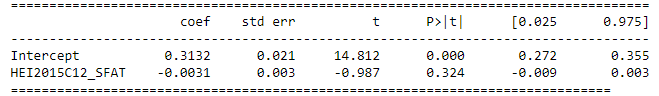 ==============================================================================
                 coef    std err          t      P>|t|      [0.025      0.975]
------------------------------------------------------------------------------
Intercept          0.3132      0.021     14.812      0.000       0.272       0.355
HEI2015C12_SFAT    -0.0031      0.003     -0.987      0.324      -0.009       0.003
==============================================================================